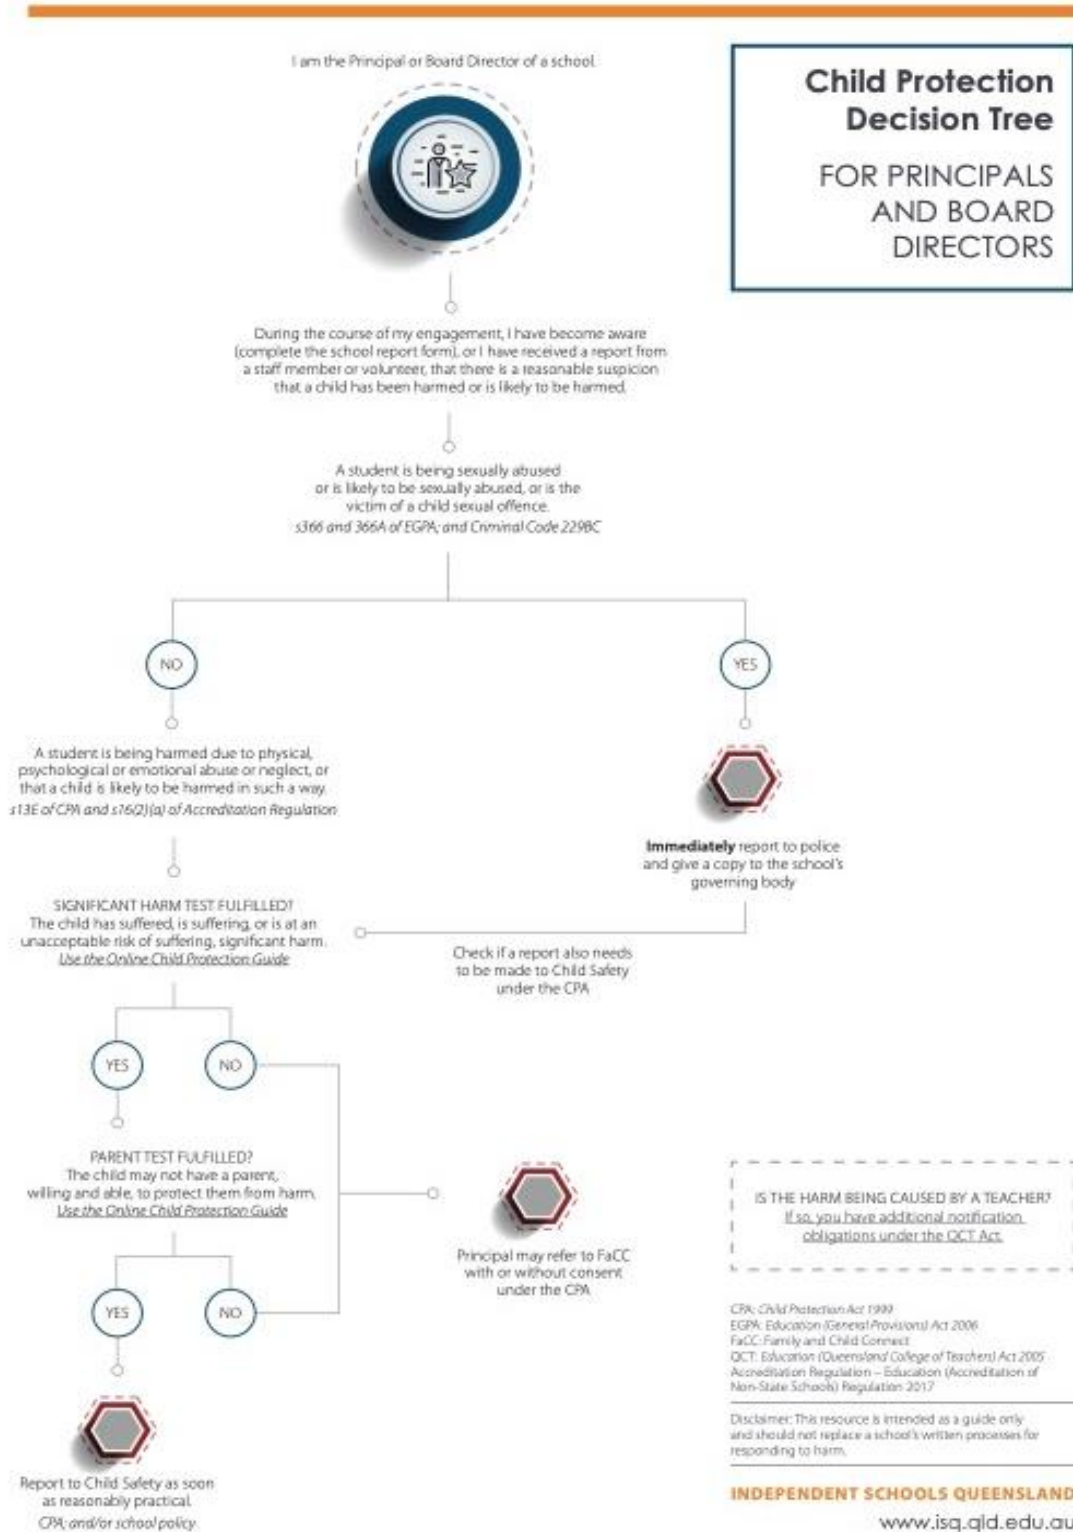 I am the Principal or Board Director of a school.
Child Protection
Decision Tree
FOR PRINCIPALS
AND BOARD
DIRECTORS
During the course of my engagement, I have become aware
(complete the school report form), or I have received a report from
a staff member or volunteer, that there is a reasonable suspicion
that a child has been harmed or is likely to be harmed.
A student is being sexually abused
or is likely to be sexually abused, or is the
victim of a child sexual offence.
s366 and 366A of EGPA; and Criminal Code 229BC
NO
YES
A student is being harmed due to physical,
psychological or emotional abuse or neglect, or
that a child is likely to be harmed in such a way.
s13E of CPA and s16(2)(a) of Accreditation Regulation
Immediately report to police
and give a copy to the school's
governing body
SIGNIFICANT HARM TEST FULFILLED?
The child has suffered, is suffering, or is at an
unacceptable risk of suffering, significant harm.
Use the Online Child Protection Guide
Check if a report also needs
to be made to Child Safety
under the CPA
YES
NO
PARENT TEST FULFILLED?
The child may not have a parent,
willing and able, to protect them from harm.
Use the Online Child Protection Guide
Principal may refer to FaCC
with or without consent
under the CPA
YES
NO
Report to Child Safety as soon
as reasonably practical.
CPA; and/or school policy
IS THE HARM BEING CAUSED BY A TEACHER?
If so, you have additional notification
obligations under the QCT Act.
CPA: Child Protection Act 1999
EGPA: Education (General Provisions) Act 2006
FaCC: Family and Child Connect
QCT: Education (Queensland College of Teachers) Act 2005
Accreditation Regulation – Education (Accreditation of
Non-State Schools) Regulation 2017
Disclaimer: This resource is intended as a guide only
and should not replace a school's written processes for
responding to harm.
INDEPENDENT SCHOOLS QUEENSLAND
www.isq.qld.edu.au